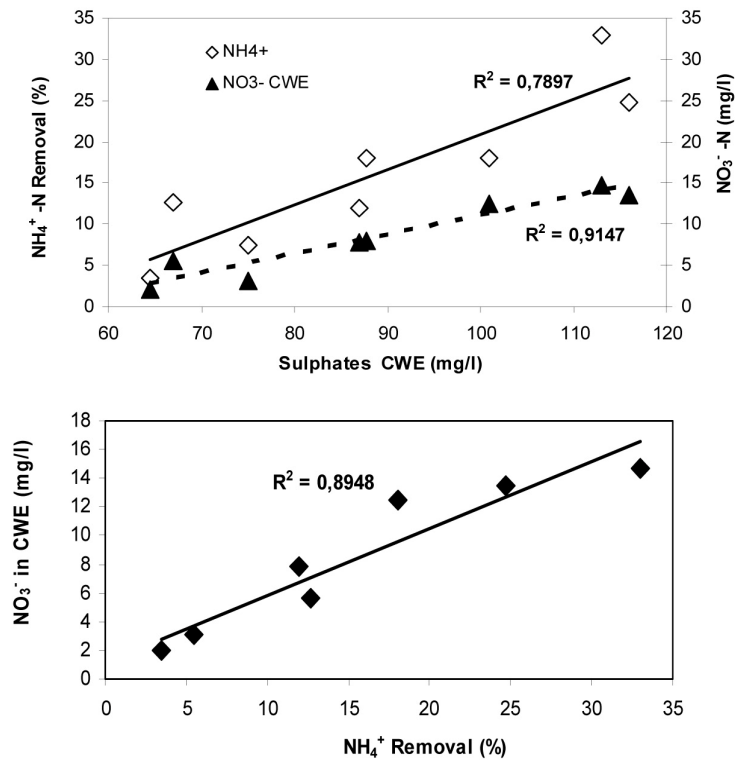 NH4+
NO3- CWE
R² = 0,7897
R² = 0,9147
NH₄⁺ -N Removal (%)
35
30
25
20
15
10
5
0
NO₃⁻ -N (mg/l)
35
30
25
20
15
10
5
0
60 70 80 90 100 110 120
Sulphates CWE (mg/l)
R² = 0,8948
NO₃⁻ in CWE (mg/l)
18
16
14
12
10
8
6
4
2
0
0 5 10 15 20 25 30 35
NH₄⁺ Removal (%)